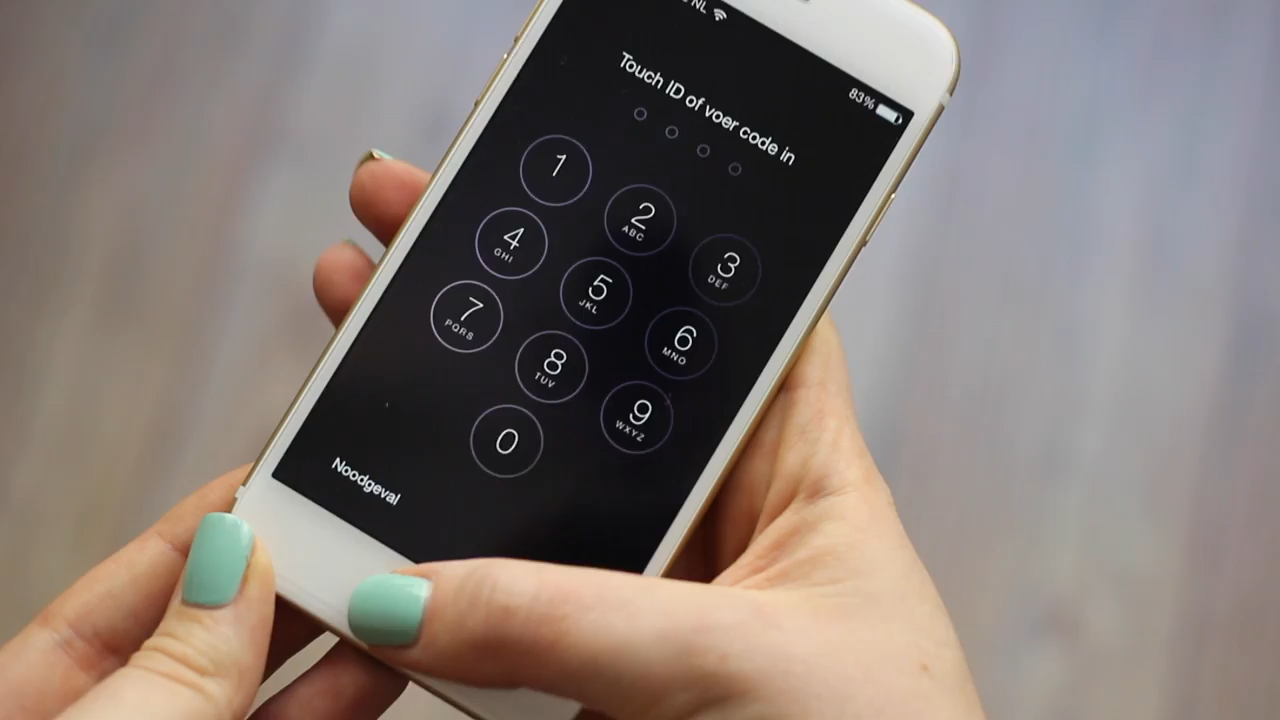 NL
83%
Touch ID of voer code in
1
2
ABC
3
DEF
4
GHI
5
JKL
6
MNO
7
PQRS
8
TUV
9
WXYZ
0
Noodgeval